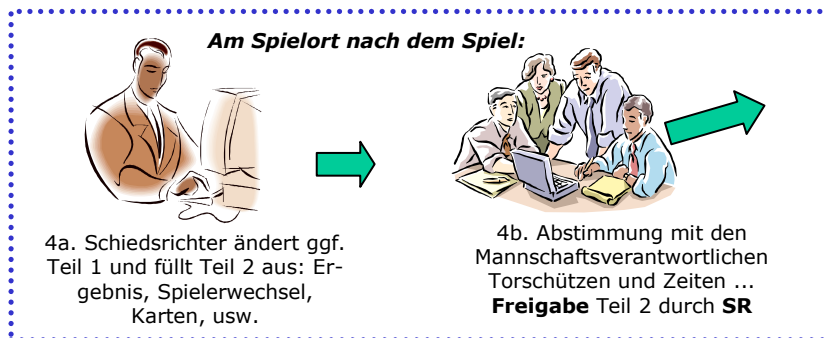 Am Spielort nach dem Spiel:
4a. Schiedsrichter ändert ggf.
Teil 1 und füllt Teil 2 aus: Er-
gebnis, Spielerwechsel,
Karten, usw.
4b. Abstimmung mit den
Mannschaftsverantwortlichen
Torschützen und Zeiten ...
Freigabe Teil 2 durch SR